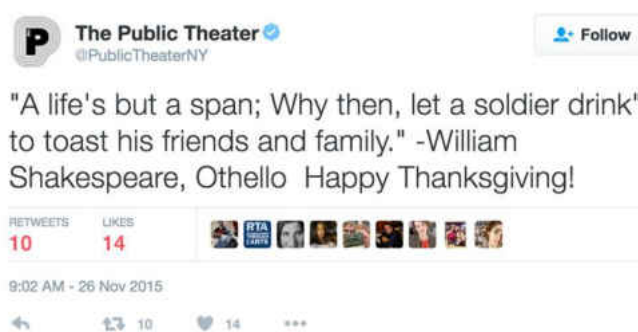 P The Public Theater
@PublicTheaterNY
Follow
"A life's but a span; Why then, let a soldier drink"
to toast his friends and family." -William
Shakespeare, Othello Happy Thanksgiving!
RETWEETS LIKES
10 14
RTA
9:02 AM - 26 Nov 2015
10 14